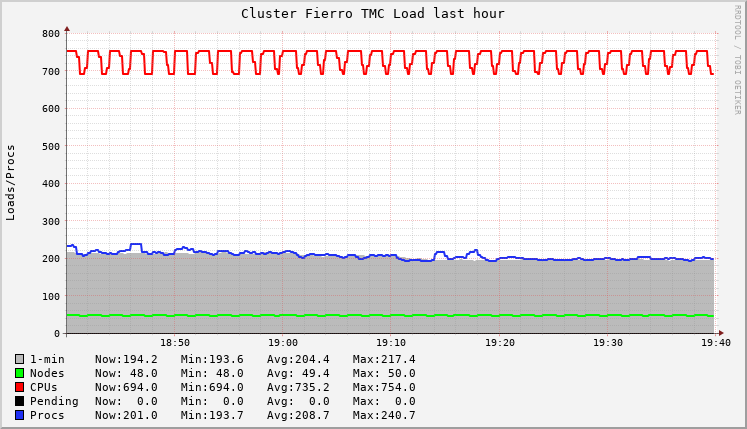 Cluster Fierro TMC Load last hour
RRDTOOL / TOBI OETIKER
Loads/Procs
800
700
600
500
400
300
200
100
0
18:50 19:00 19:10 19:20 19:30 19:40
1-min Now:194.2 Min:193.6 Avg:204.4 Max:217.4
Nodes Now: 48.0 Min: 48.0 Avg: 49.4 Max: 50.0
CPUs Now:694.0 Min:694.0 Avg:735.2 Max:754.0
Pending Now: 0.0 Min: 0.0 Avg: 0.0 Max: 0.0
Procs Now:201.0 Min:193.7 Avg:208.7 Max:240.7